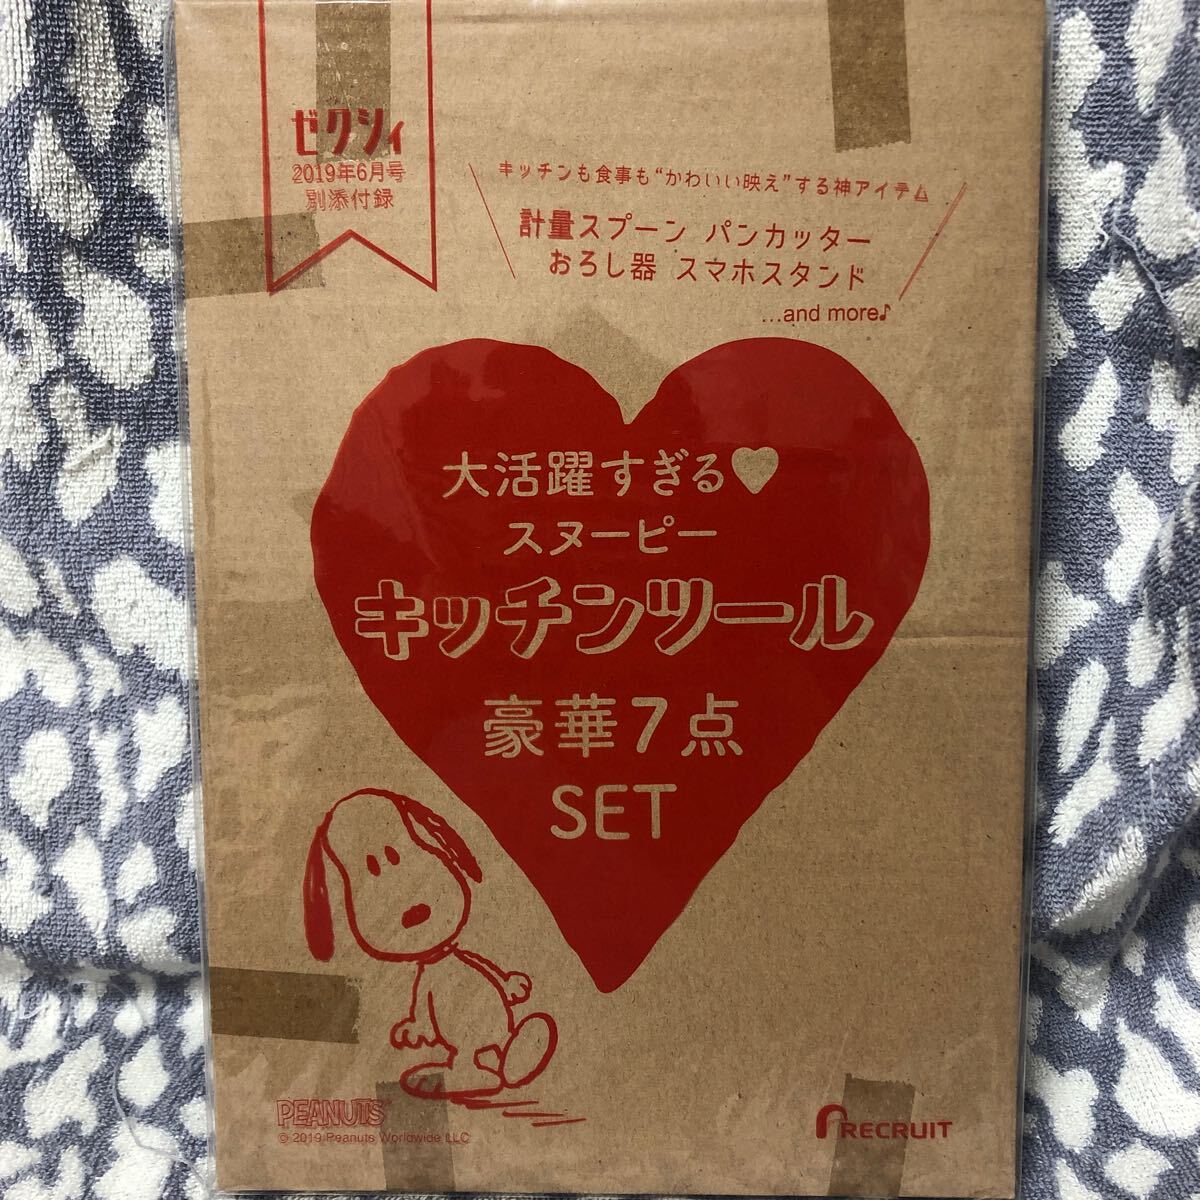 ゼクシィ
2019年6月号
別添付録
キッチンも食事も“かわいい映え”する神アイテム
計量スプーン パンカッター
おろし器 スマホスタンド
...and more♪
大活躍すぎる♥
スヌーピー
キッチンツール
豪華7点
SET
PEANUTS
© 2019 Peanuts Worldwide LLC
RECRUIT